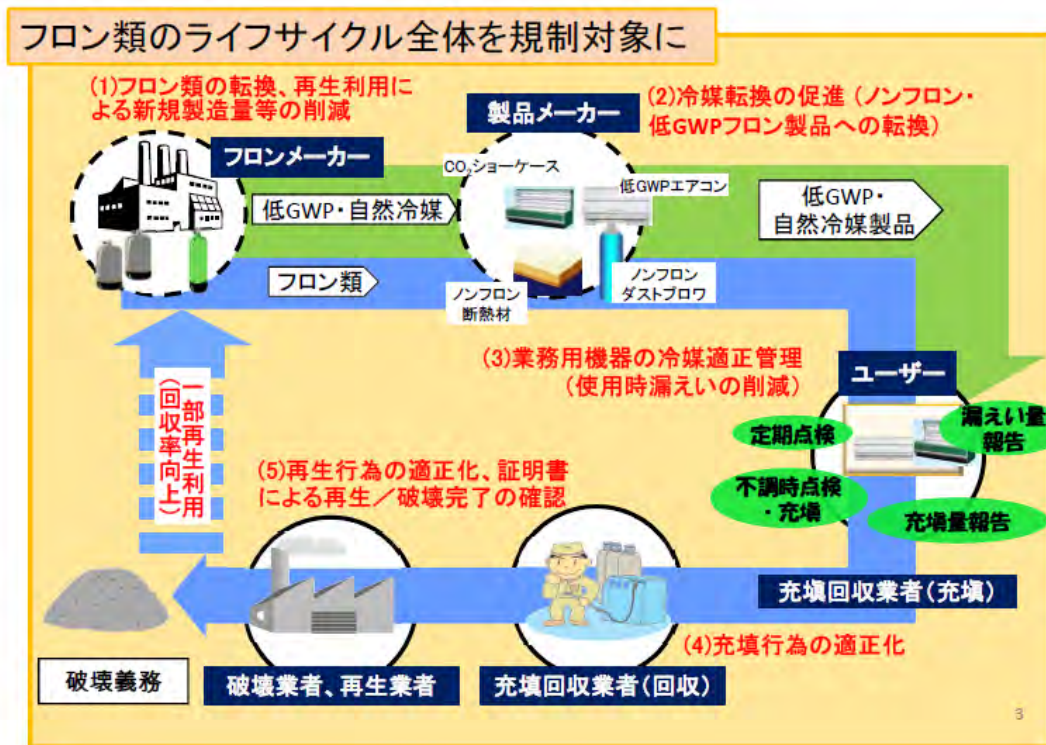 フロン類のライフサイクル全体を規制対象に
(1)フロン類の転換、再生利用に
よる新規製造量等の削減
製品メーカー
(2)冷媒転換の促進（ノンフロン・
低GWPフロン製品への転換）
フロンメーカー
CO₂ショーケース
低GWPエアコン
低GWP・自然冷媒
低GWP・
自然冷媒製品
フロン類
ノンフロン
断熱材
ノンフロン
ダストブロワ
(3)業務用機器の冷媒適正管理
（使用時漏えいの削減）
ユーザー
定期点検
漏えい量
報告
不調時点検
・充塡
充塡量報告
一部再生利用
（回収率向上）
(5)再生行為の適正化、証明書
による再生／破壊完了の確認
充塡回収業者（充塡）
(4)充塡行為の適正化
破壊義務
破壊業者、再生業者
充塡回収業者（回収）
3